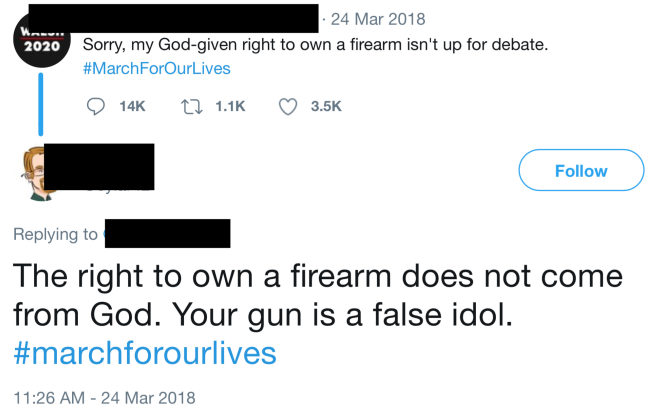 · 24 Mar 2018
2020
Sorry, my God-given right to own a firearm isn't up for debate.
#MarchForOurLives
14K 1.1K 3.5K
Follow
Replying to
The right to own a firearm does not come
from God. Your gun is a false idol.
#marchforourlives
11:26 AM - 24 Mar 2018